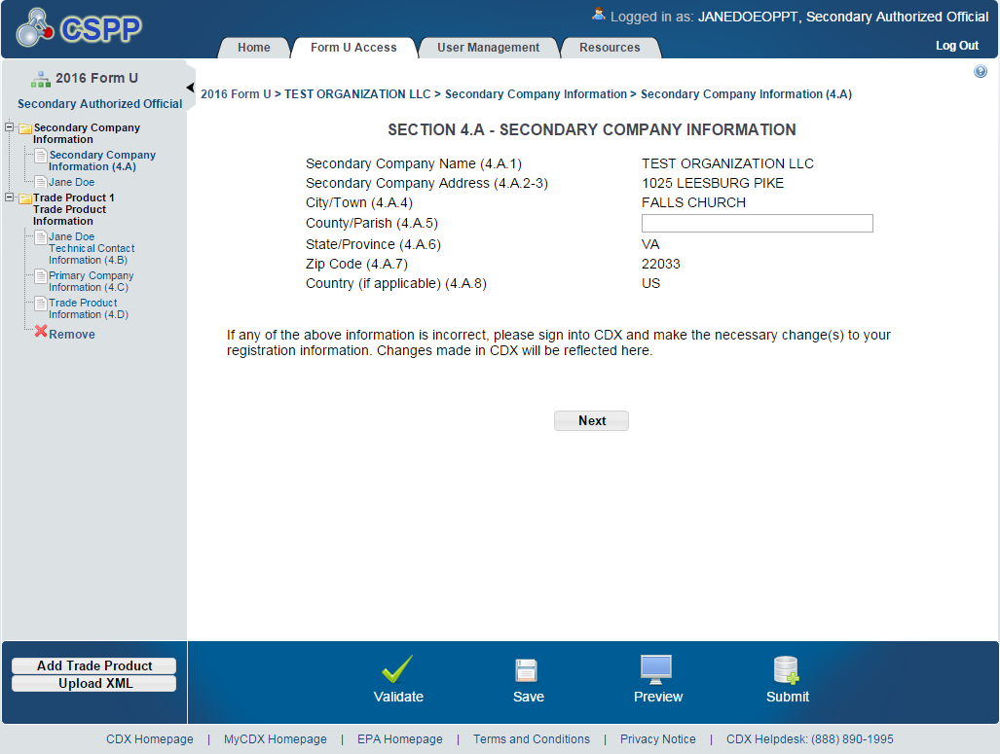 CSPP
Logged in as: JANEDOEOPPT, Secondary Authorized Official
Home
Form U Access
User Management
Resources
Log Out
2016 Form U
Secondary Authorized Official
Secondary Company
Information
Secondary Company
Information (4.A)
Jane Doe
Trade Product 1
Trade Product
Information
Jane Doe
Technical Contact
Information (4.B)
Primary Company
Information (4.C)
Trade Product
Information (4.D)
Remove
2016 Form U > TEST ORGANIZATION LLC > Secondary Company Information > Secondary Company Information (4.A)
SECTION 4.A - SECONDARY COMPANY INFORMATION
Secondary Company Name (4.A.1) TEST ORGANIZATION LLC
Secondary Company Address (4.A.2-3) 1025 LEESBURG PIKE
City/Town (4.A.4) FALLS CHURCH
County/Parish (4.A.5)
State/Province (4.A.6) VA
Zip Code (4.A.7) 22033
Country (if applicable) (4.A.8) US
If any of the above information is incorrect, please sign into CDX and make the necessary change(s) to your
registration information. Changes made in CDX will be reflected here.
Next
Add Trade Product
Upload XML
Validate
Save
Preview
Submit
CDX Homepage | MyCDX Homepage | EPA Homepage | Terms and Conditions | Privacy Notice | CDX Helpdesk: (888) 890-1995